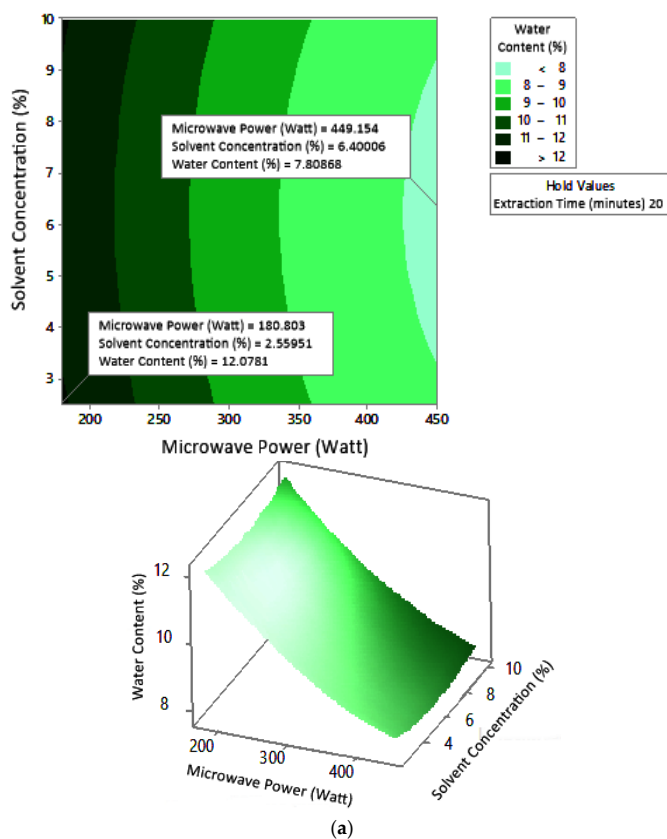 Water
Content (%)
< 8
8 – 9
9 – 10
10 – 11
11 – 12
> 12
Hold Values
Extraction Time (minutes) 20
Solvent Concentration (%)
10
9
8
7
6
5
4
3
Microwave Power (Watt) = 449.154
Solvent Concentration (%) = 6.40006
Water Content (%) = 7.80868
Microwave Power (Watt) = 180.803
Solvent Concentration (%) = 2.55951
Water Content (%) = 12.0781
200 250 300 350 400 450
Microwave Power (Watt)
Water Content (%)
12
10
8
200 300 400
Microwave Power (Watt)
4 6 8 10
Solvent Concentration (%)
(a)